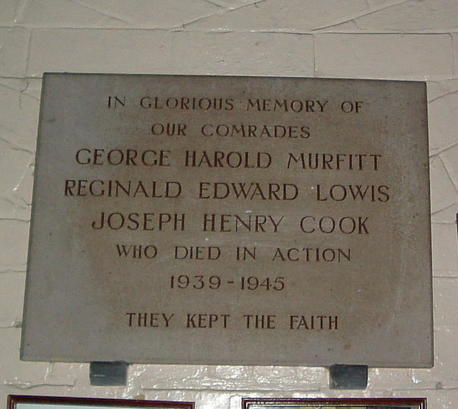 IN GLORIOUS MEMORY OF
OUR COMRADES
GEORGE HAROLD MURFITT
REGINALD EDWARD LOWIS
JOSEPH HENRY COOK
WHO DIED IN ACTION
1939-1945
THEY KEPT THE FAITH